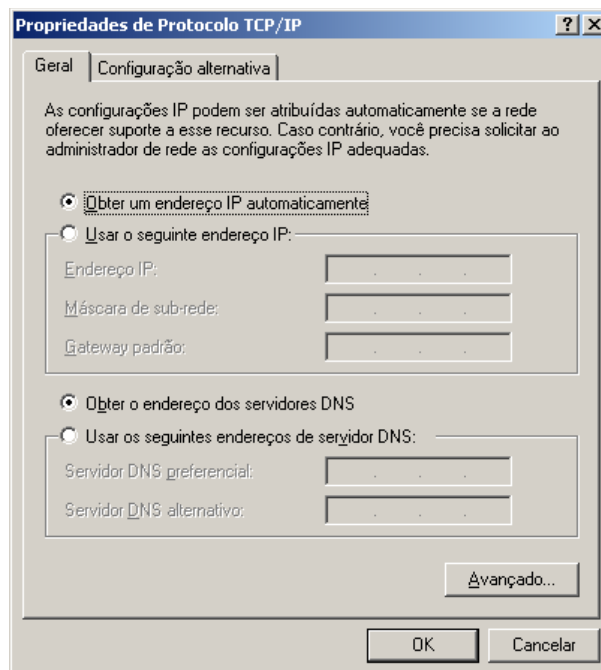 Propriedades de Protocolo TCP/IP
Geral
Configuração alternativa
As configurações IP podem ser atribuídas automaticamente se a rede
oferecer suporte a esse recurso. Caso contrário, você precisa solicitar ao
administrador de rede as configurações IP adequadas.
Obter um endereço IP automaticamente
Usar o seguinte endereço IP:
Endereço IP:
Máscara de sub-rede:
Gateway padrão:
Obter o endereço dos servidores DNS
Usar os seguintes endereços de servidor DNS:
Servidor DNS preferencial:
Servidor DNS alternativo:
Avançado...
OK
Cancelar